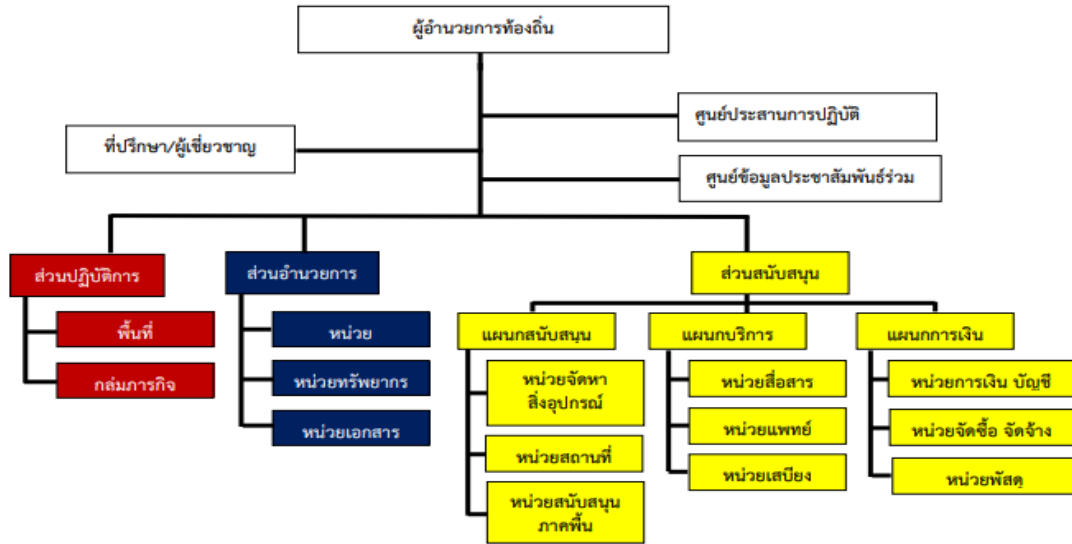 ผู้อำนวยการท้องถิ่น
ศูนย์ประสานการปฏิบัติ
ที่ปรึกษา/ผู้เชี่ยวชาญ
ศูนย์ข้อมูลประชาสัมพันธ์ร่วม
ส่วนปฏิบัติการ
ส่วนอำนวยการ
ส่วนสนับสนุน
พื้นที่
กลุ่มภารกิจ
หน่วย
หน่วยทรัพยากร
หน่วยเอกสาร
แผนกสนับสนุน
แผนกบริการ
แผนกการเงิน
หน่วยจัดหา
สิ่งอุปกรณ์
หน่วยสถานที่
หน่วยสนับสนุน
ภาคพื้น
หน่วยสื่อสาร
หน่วยแพทย์
หน่วยเสบียง
หน่วยการเงิน บัญชี
หน่วยจัดซื้อ จัดจ้าง
หน่วยพัสดุ